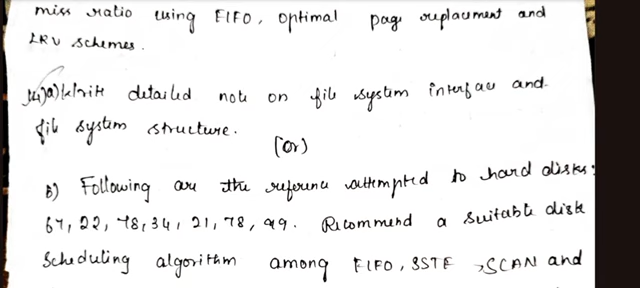 miss ratio using FIFO, optimal page replacment and
LRU schemes.
14)a) Write detailed note on file system interface and
file system structure.
[or)
B) Following are the reference attempted to hard disks:
67, 22, 78, 34, 21, 78, 99. Recommend a suitable disk
scheduling algorithm among FIFO, SSTF, SCAN and